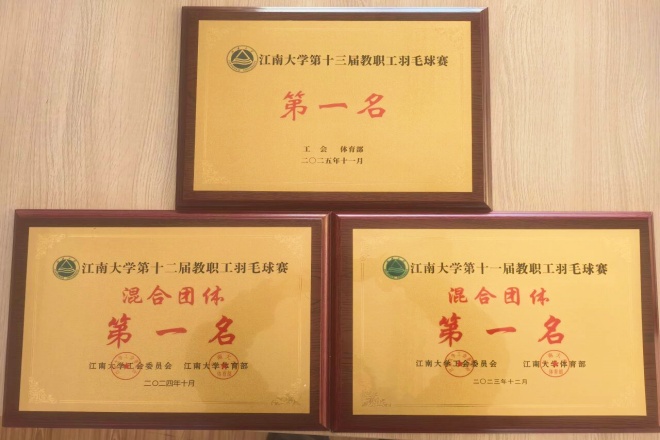 江南大学第十三届教职工羽毛球赛
第一名
工会 体育部
二〇二五年十一月
江南大学第十二届教职工羽毛球赛
混合团体
第一名
江南大学工会委员会 江南大学体育部
二〇二四年十月
江南大学第十一届教职工羽毛球赛
混合团体
第一名
江南大学工会委员会 江南大学体育部
二〇二三年十二月